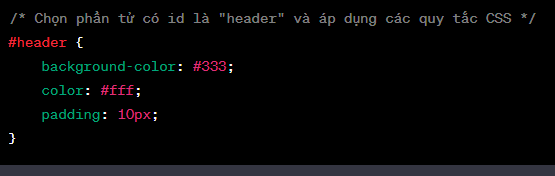 /* Chọn phần tử có id là "header" và áp dụng các quy tắc CSS */
#header {
    background-color: #333;
    color: #fff;
    padding: 10px;
}